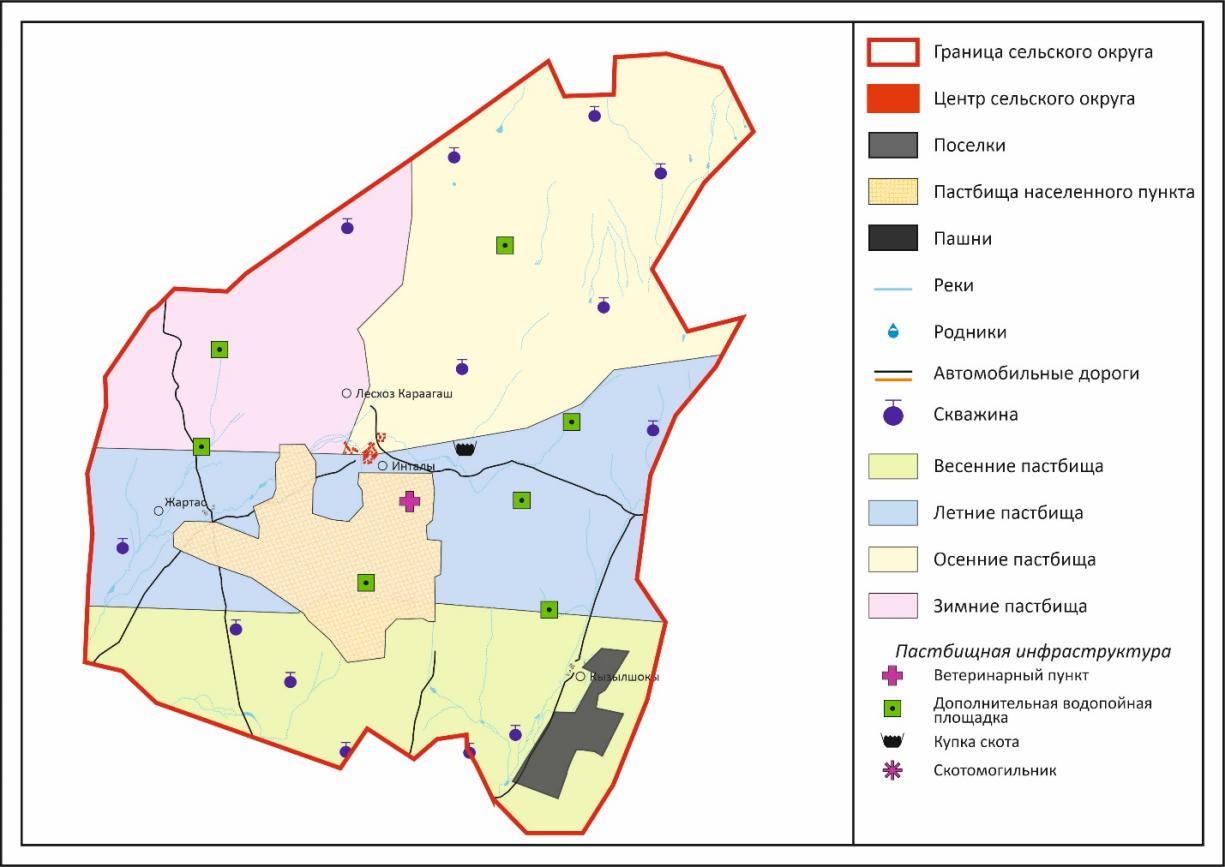 Лесхоз Караагаш
Инталы
Жартас
Кызылшокы
Граница сельского округа
Центр сельского округа
Поселки
Пастбища населенного пункта
Пашни
Реки
Родники
Автомобильные дороги
Скважина
Весенние пастбища
Летние пастбища
Осенние пастбища
Зимние пастбища
Пастбищная инфраструктура
Ветеринарный пункт
Дополнительная водопойная
площадка
Купка скота
Скотомогильник